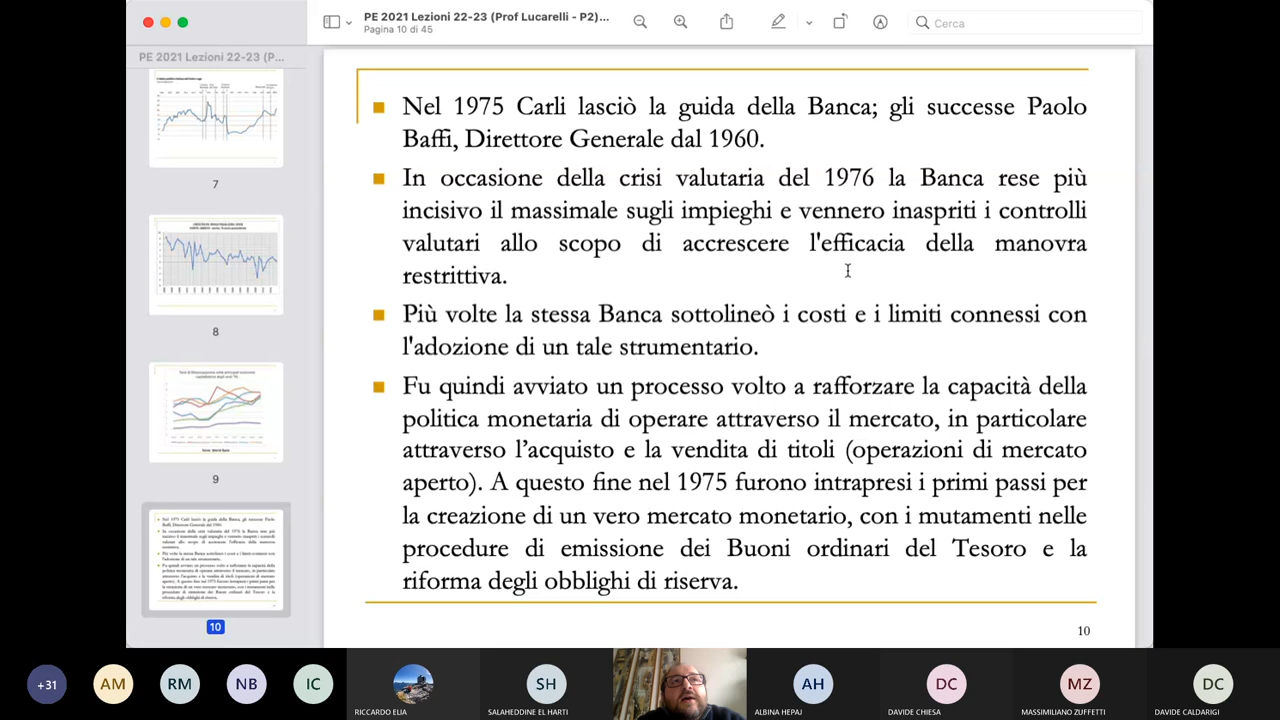 PE 2021 Lezioni 22-23 (Prof Lucarelli - P2)...
Pagina 10 di 45
Cerca
PE 2021 Lezioni 22-23 (P...
7
8
9
10
Nel 1975 Carli lasciò la guida della Banca; gli successe Paolo
Baffi, Direttore Generale dal 1960.
In occasione della crisi valutaria del 1976 la Banca rese più
incisivo il massimale sugli impieghi e vennero inaspriti i controlli
valutari allo scopo di accrescere l'efficacia della manovra
restrittiva.
Più volte la stessa Banca sottolineò i costi e i limiti connessi con
l'adozione di un tale strumentario.
Fu quindi avviato un processo volto a rafforzare la capacità della
politica monetaria di operare attraverso il mercato, in particolare
attraverso l’acquisto e la vendita di titoli (operazioni di mercato
aperto). A questo fine nel 1975 furono intrapresi i primi passi per
la creazione di un vero mercato monetario, con i mutamenti nelle
procedure di emissione dei Buoni ordinari del Tesoro e la
riforma degli obblighi di riserva.
10
+31
AM
RM
NB
IC
RICCARDO ELIA
SH
SALAHEDDINE EL HARTI
AH
ALBINA HEPAJ
DC
DAVIDE CHIESA
MZ
MASSIMILIANO ZUFFETTI
DC
DAVIDE CALDARIGI